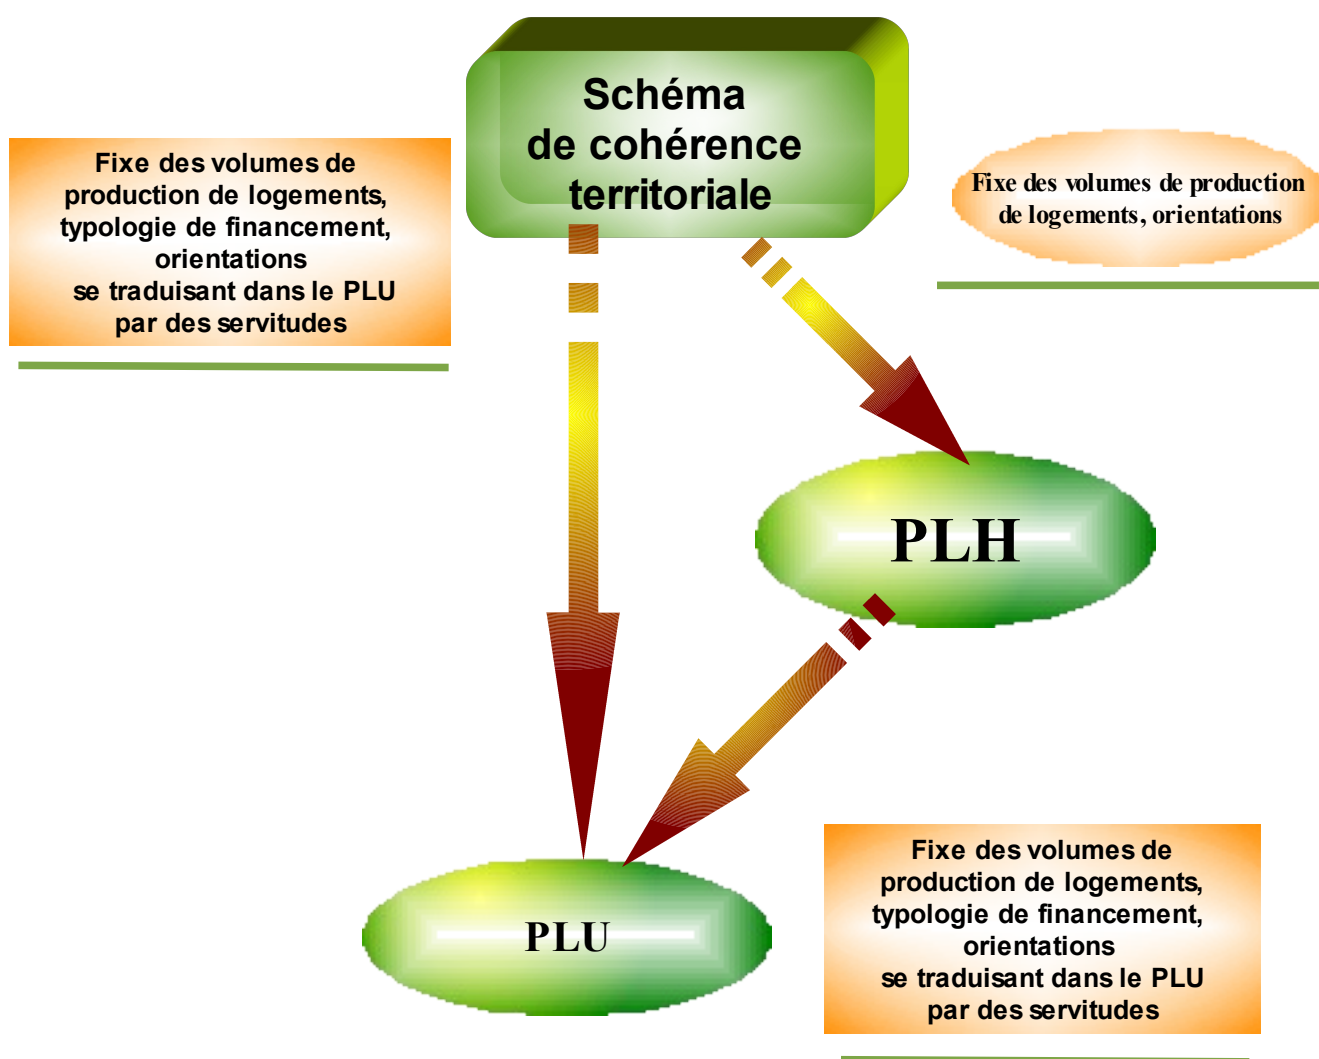 Schéma
de cohérence
territoriale
Fixe des volumes de
production de logements,
typologie de financement,
orientations
se traduisant dans le PLU
par des servitudes
Fixe des volumes de production
de logements, orientations
PLH
PLU
Fixe des volumes de
production de logements,
typologie de financement,
orientations
se traduisant dans le PLU
par des servitudes